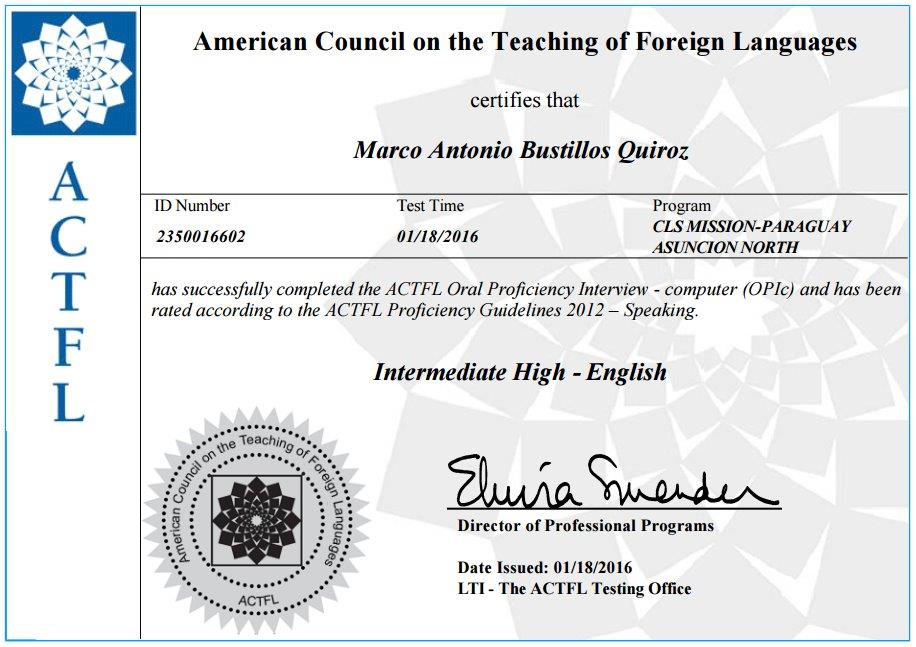 American Council on the Teaching of Foreign Languages
certifies that
Marco Antonio Bustillos Quiroz
ID Number
Test Time
Program
2350016602
01/18/2016
CLS MISSION-PARAGUAY
ASUNCION NORTH
has successfully completed the ACTFL Oral Proficiency Interview - computer (OPIc) and has been
rated according to the ACTFL Proficiency Guidelines 2012 – Speaking.
Intermediate High - English
Elvira Swender
Director of Professional Programs
Date Issued: 01/18/2016
LTI - The ACTFL Testing Office
ACTFL
American Council on the Teaching of Foreign Languages
ACTFL